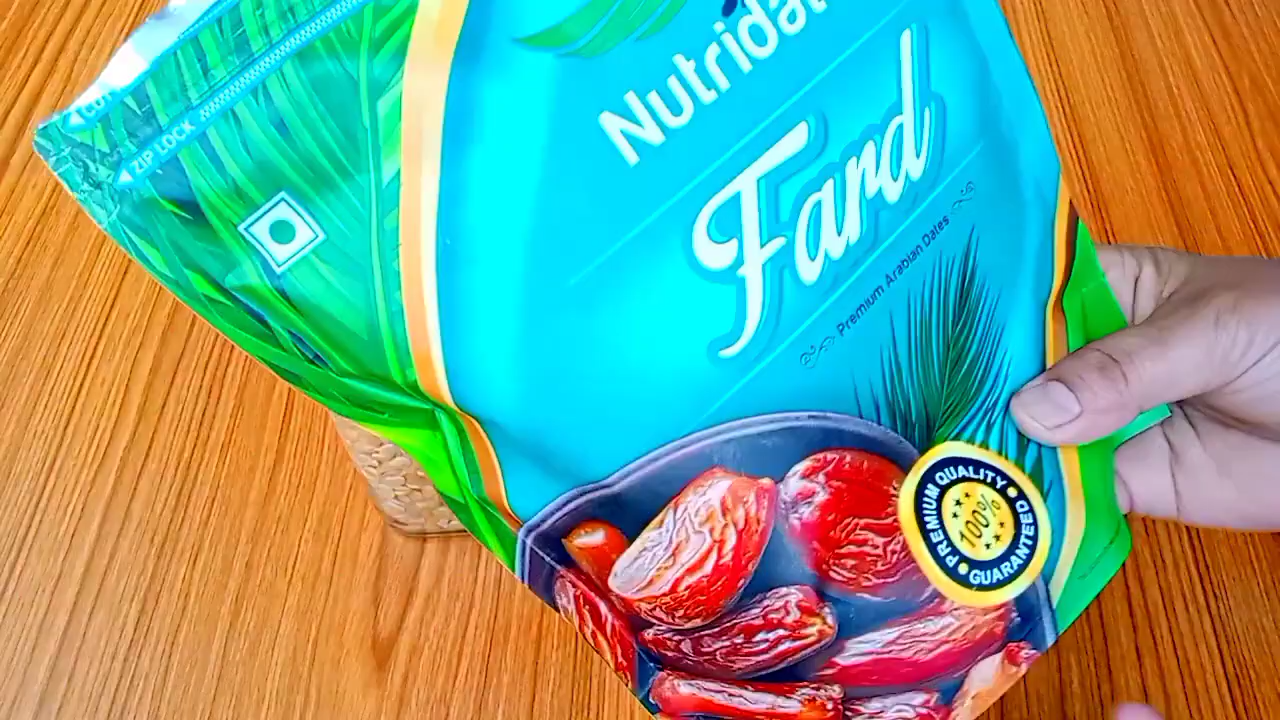 ZIP LOCK
Fard
Premium Arabian Dates
PREMIUM QUALITY
100%
GUARANTEED